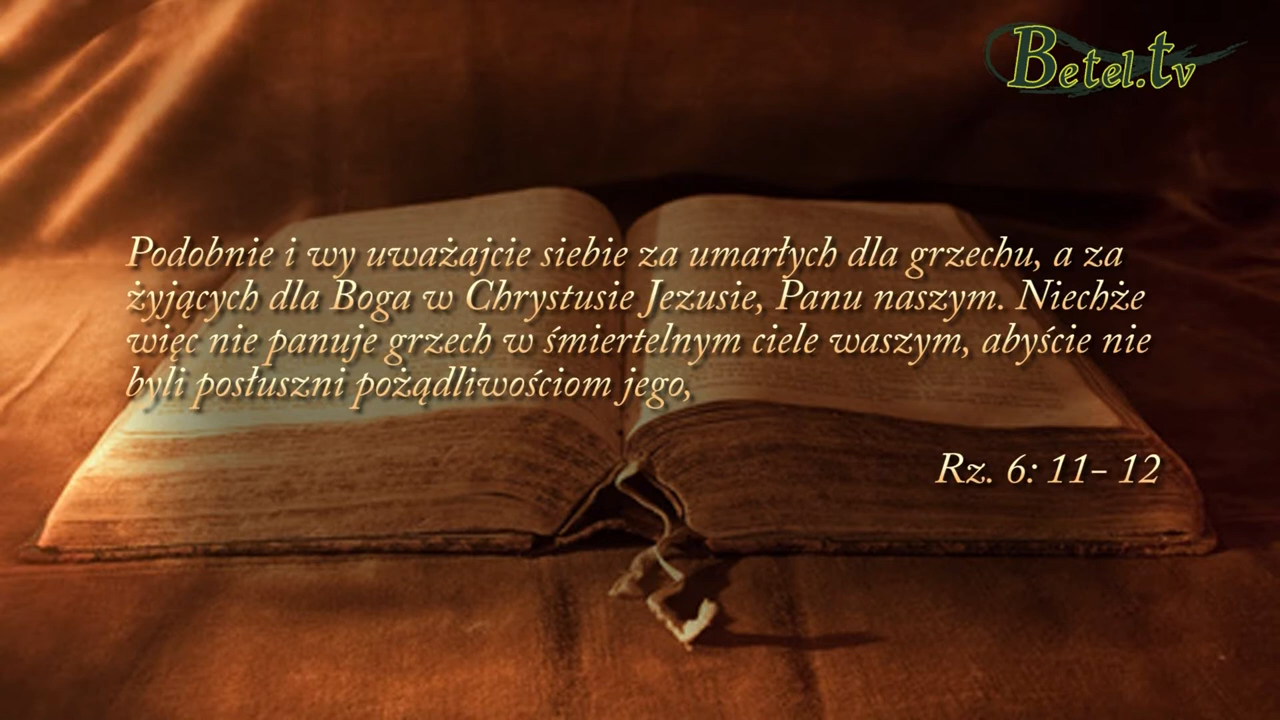 Betel.tv
Podobnie i wy uważajcie siebie za umarłych dla grzechu, a za
żyjących dla Boga w Chrystusie Jezusie, Panu naszym. Niechże
więc nie panuje grzech w śmiertelnym ciele waszym, abyście nie
byli posłuszni pożądliwościom jego,
Rz. 6: 11- 12